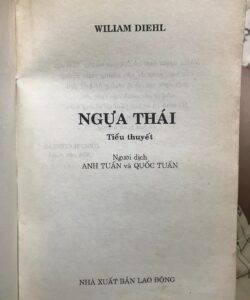 WILIAM DIEHL
NGỰA THÁI
Tiểu thuyết
Người dịch
ANH TUẤN và QUỐC TUẤN
NHÀ XUẤT BẢN LAO ĐỘNG